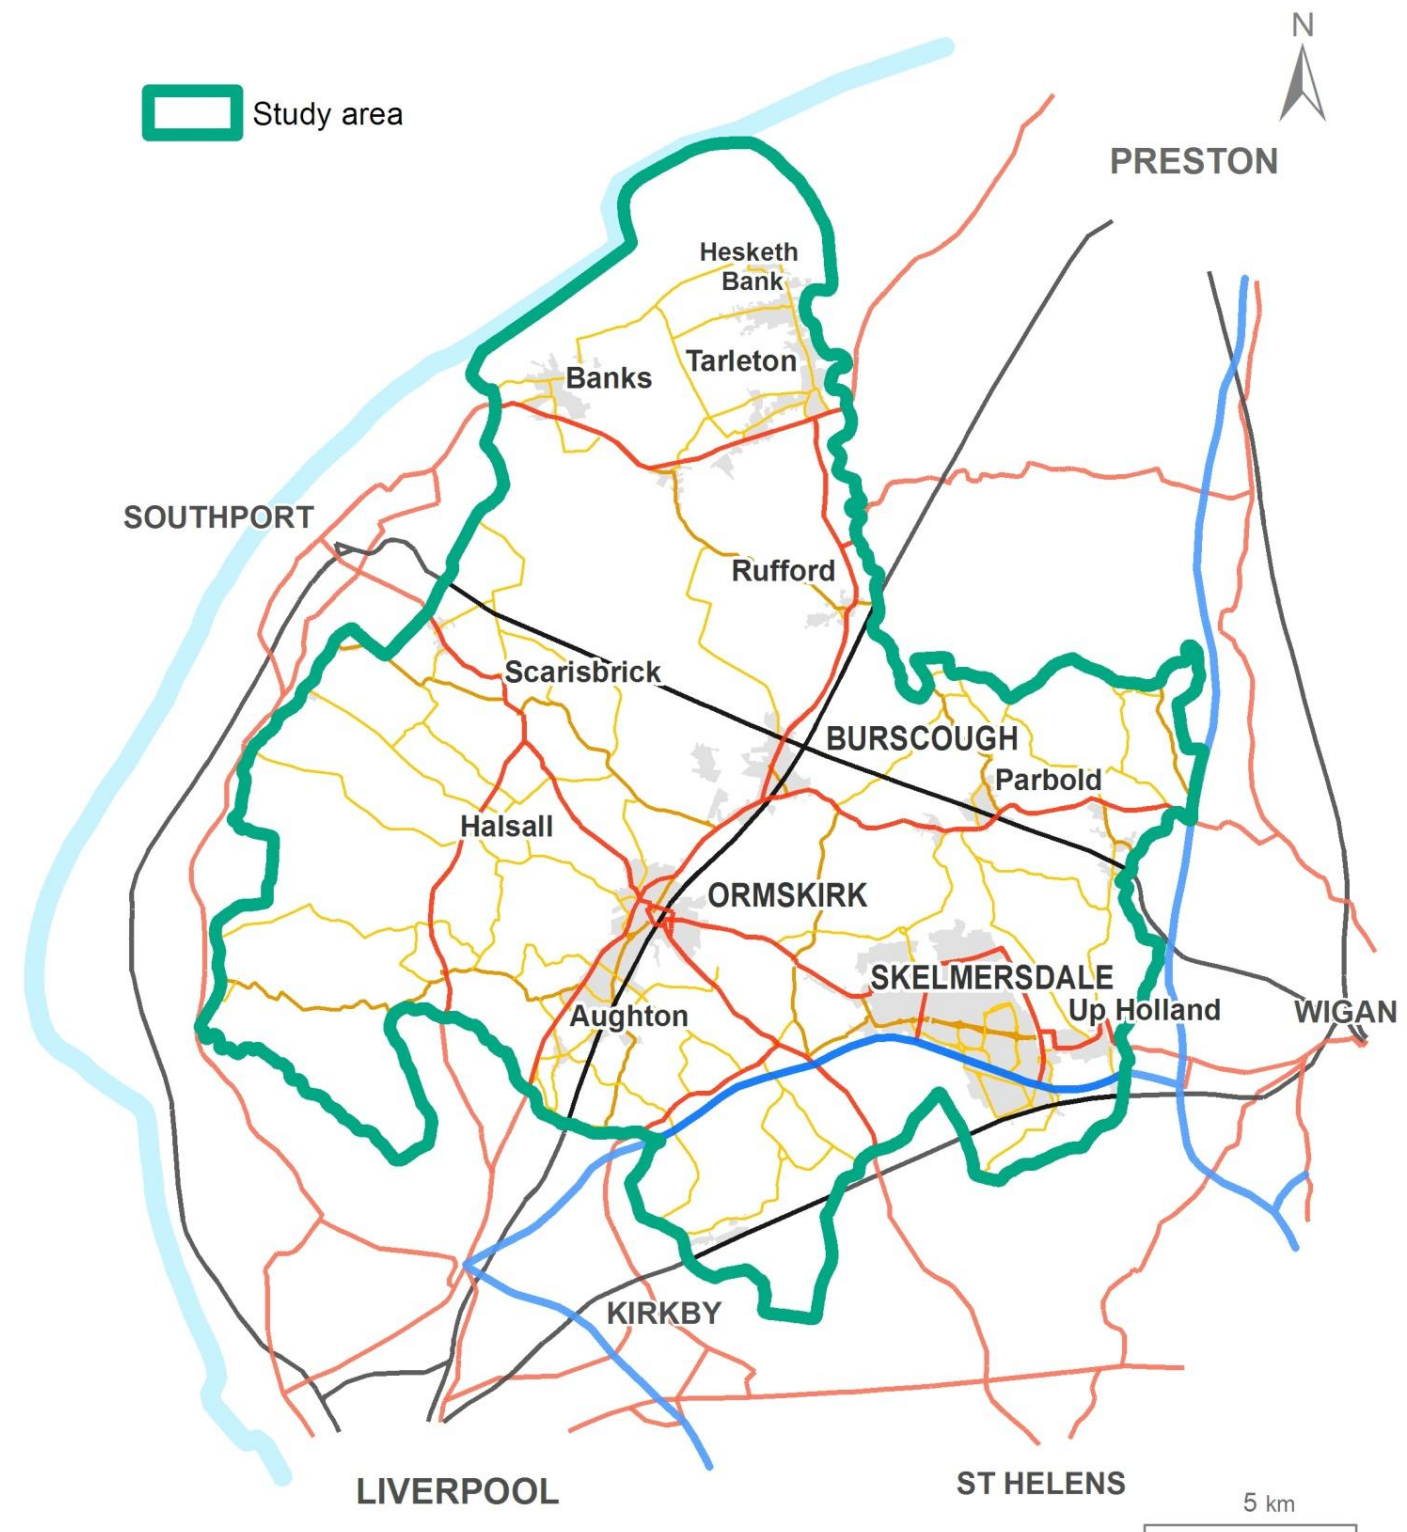 N
Study area
PRESTON
Hesketh
Bank
Tarleton
Banks
SOUTHPORT
Rufford
Scarisbrick
BURSCOUGH
Parbold
Halsall
ORMSKIRK
SKELMERSDALE
Up Holland
WIGAN
Aughton
KIRKBY
ST HELENS
LIVERPOOL
5 km